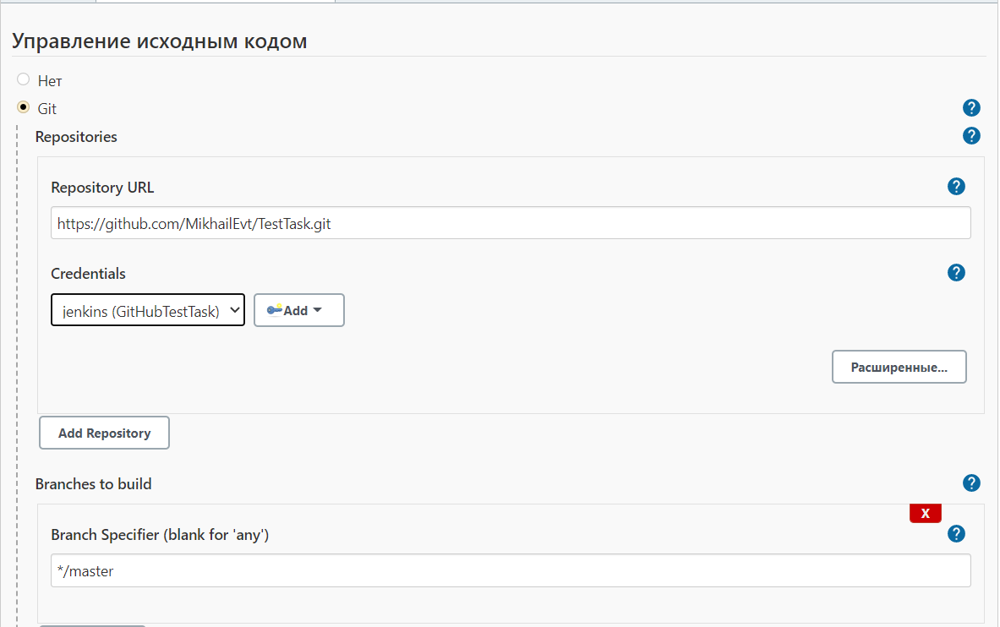 Управление исходным кодом
Нет
Git
?
Repositories
?
Repository URL
?
https://github.com/MikhailEvt/TestTask.git
Credentials
?
jenkins (GitHubTestTask)
Add
Расширенные...
Add Repository
Branches to build
?
X
Branch Specifier (blank for 'any')
?
*/master